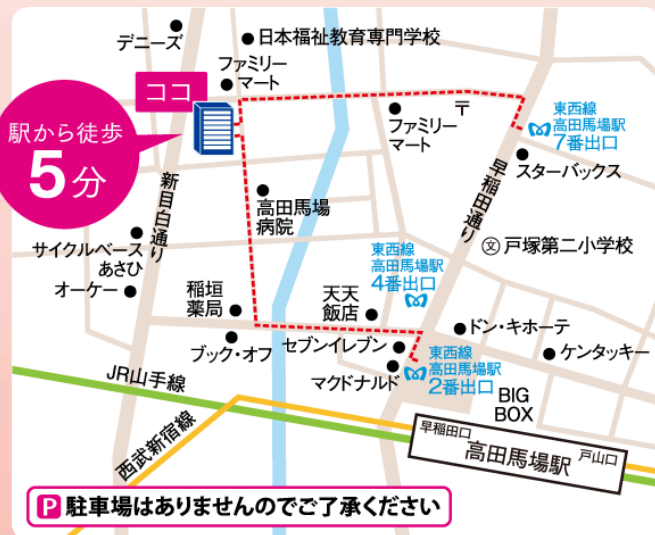 デニーズ
日本福祉教育専門学校
ファミリー
マート
ココ
駅から徒歩
5分
〒
ファミリー
マート
東西線
高田馬場駅
7番出口
スターバックス
早稲田通り
新目白通り
高田馬場
病院
文 戸塚第二小学校
サイクルベース
あさひ
オーケー
東西線
高田馬場駅
4番出口
稲垣
薬局
天天
飯店
ドン・キホーテ
ブック・オフ
セブンイレブン
ケンタッキー
マクドナルド
東西線
高田馬場駅
2番出口
JR山手線
BIG
BOX
西武新宿線
早稲田口
高田馬場駅
戸山口
P 駐車場はありませんのでご了承ください